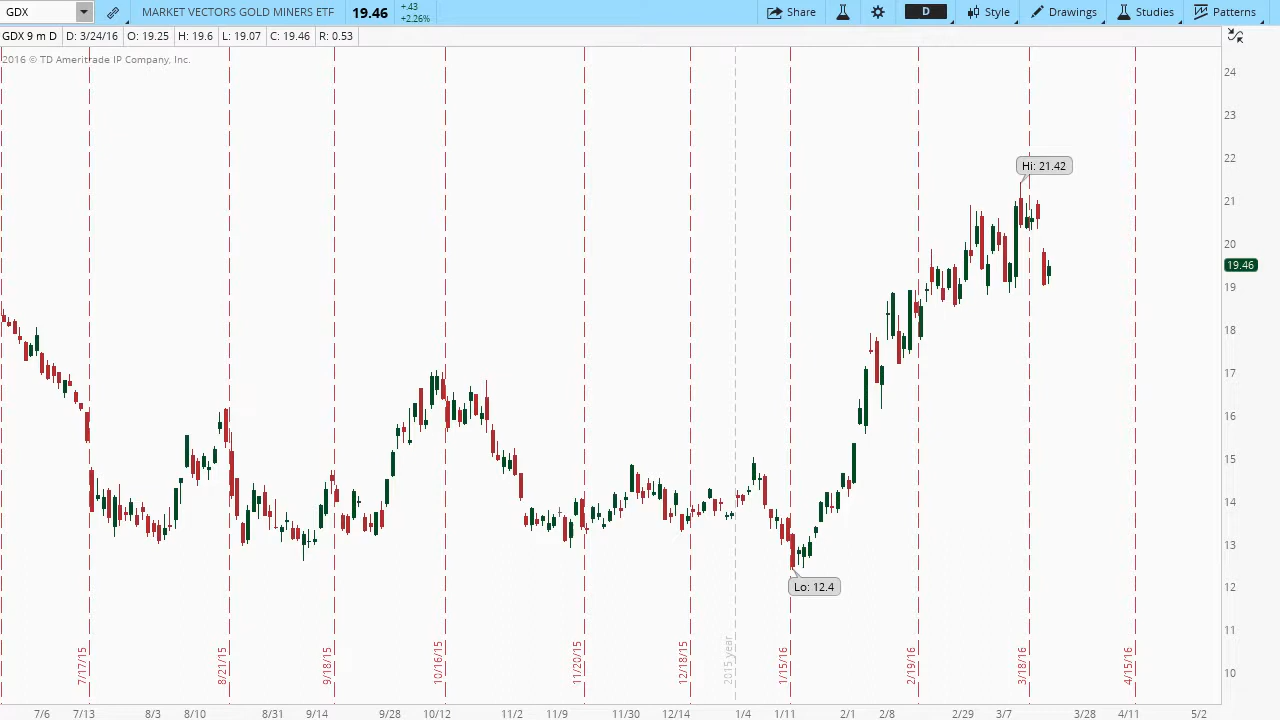 GDX MARKET VECTORS GOLD MINERS ETF 19.46 +.43 +2.26% Share D Style Drawings Studies Patterns
GDX 9 m D D: 3/24/16 O: 19.25 H: 19.6 L: 19.07 C: 19.46 R: 0.53
2016 © TD Ameritrade IP Company, Inc.
24
23
22
21
20
19.46
19
18
17
16
15
14
13
12
11
10
Hi: 21.42
Lo: 12.4
7/17/15 8/21/15 9/18/15 10/16/15 11/20/15 12/18/15 2015 year 1/15/16 2/19/16 3/18/16 4/15/16
7/6 7/13 8/3 8/10 8/31 9/14 9/28 10/12 11/2 11/9 11/30 12/14 1/4 1/11 2/1 2/8 2/29 3/7 3/28 4/11 5/2